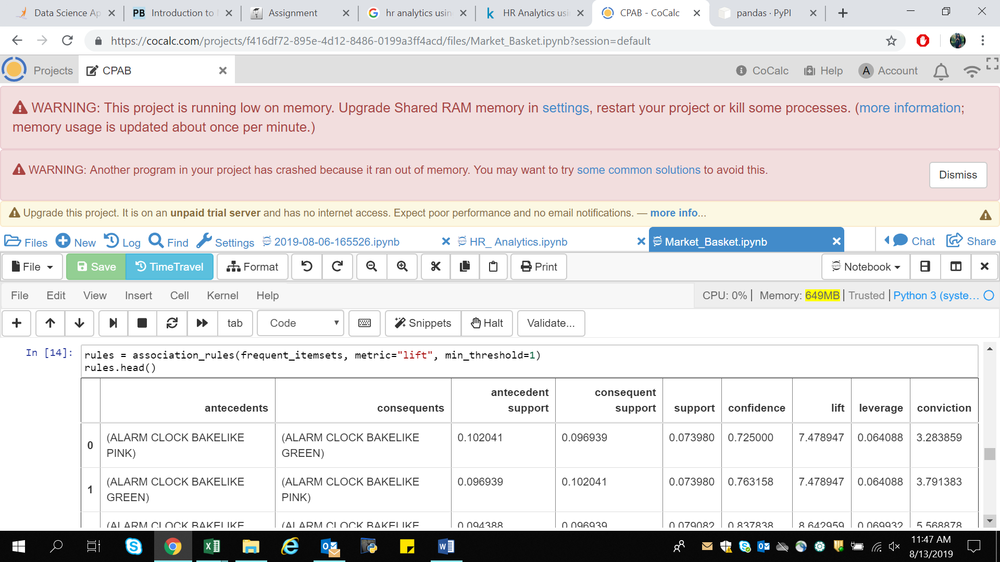 Data Science Ap
PB Introduction to
Assignment
hr analytics usin
HR Analytics usi
CPAB - CoCalc
pandas · PyPI
https://cocalc.com/projects/f416df72-895e-4d12-8486-0199a3ff4acd/files/Market_Basket.ipynb?session=default
Projects
CPAB
CoCalc
Help
A Account
WARNING: This project is running low on memory. Upgrade Shared RAM memory in settings, restart your project or kill some processes. (more information;
memory usage is updated about once per minute.)
WARNING: Another program in your project has crashed because it ran out of memory. You may want to try some common solutions to avoid this.
Dismiss
Upgrade this project. It is on an unpaid trial server and has no internet access. Expect poor performance and no email notifications. — more info...
Files New Log Find Settings 2019-08-06-165526.ipynb HR_ Analytics.ipynb Market_Basket.ipynb Chat Share
File Save TimeTravel Format Print Notebook
File Edit View Insert Cell Kernel Help CPU: 0% | Memory: 649MB | Trusted | Python 3 (syste…
tab Code Snippets Halt Validate...
In [14]:
rules = association_rules(frequent_itemsets, metric="lift", min_threshold=1)
rules.head()
antecedent consequent
antecedents consequents support support support confidence lift leverage conviction
0 (ALARM CLOCK BAKELIKE (ALARM CLOCK BAKELIKE 0.102041 0.096939 0.073980 0.725000 7.478947 0.064088 3.283859
PINK) GREEN)
1 (ALARM CLOCK BAKELIKE (ALARM CLOCK BAKELIKE 0.096939 0.102041 0.073980 0.763158 7.478947 0.064088 3.791383
GREEN) PINK)
(ALARM CLOCK BAKELIKE (ALARM CLOCK BAKELIKE 0.094388 0.096939 0.079082 0.837838 8.642959 0.069932 5.568878
11:47 AM
8/13/2019